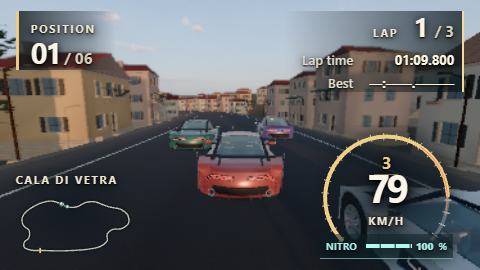 POSITION
01 / 06
LAP 1 / 3
Lap time 01:09.800
Best --:--.---
CALA DI VETRA
3
79
KM/H
NITRO 100 %